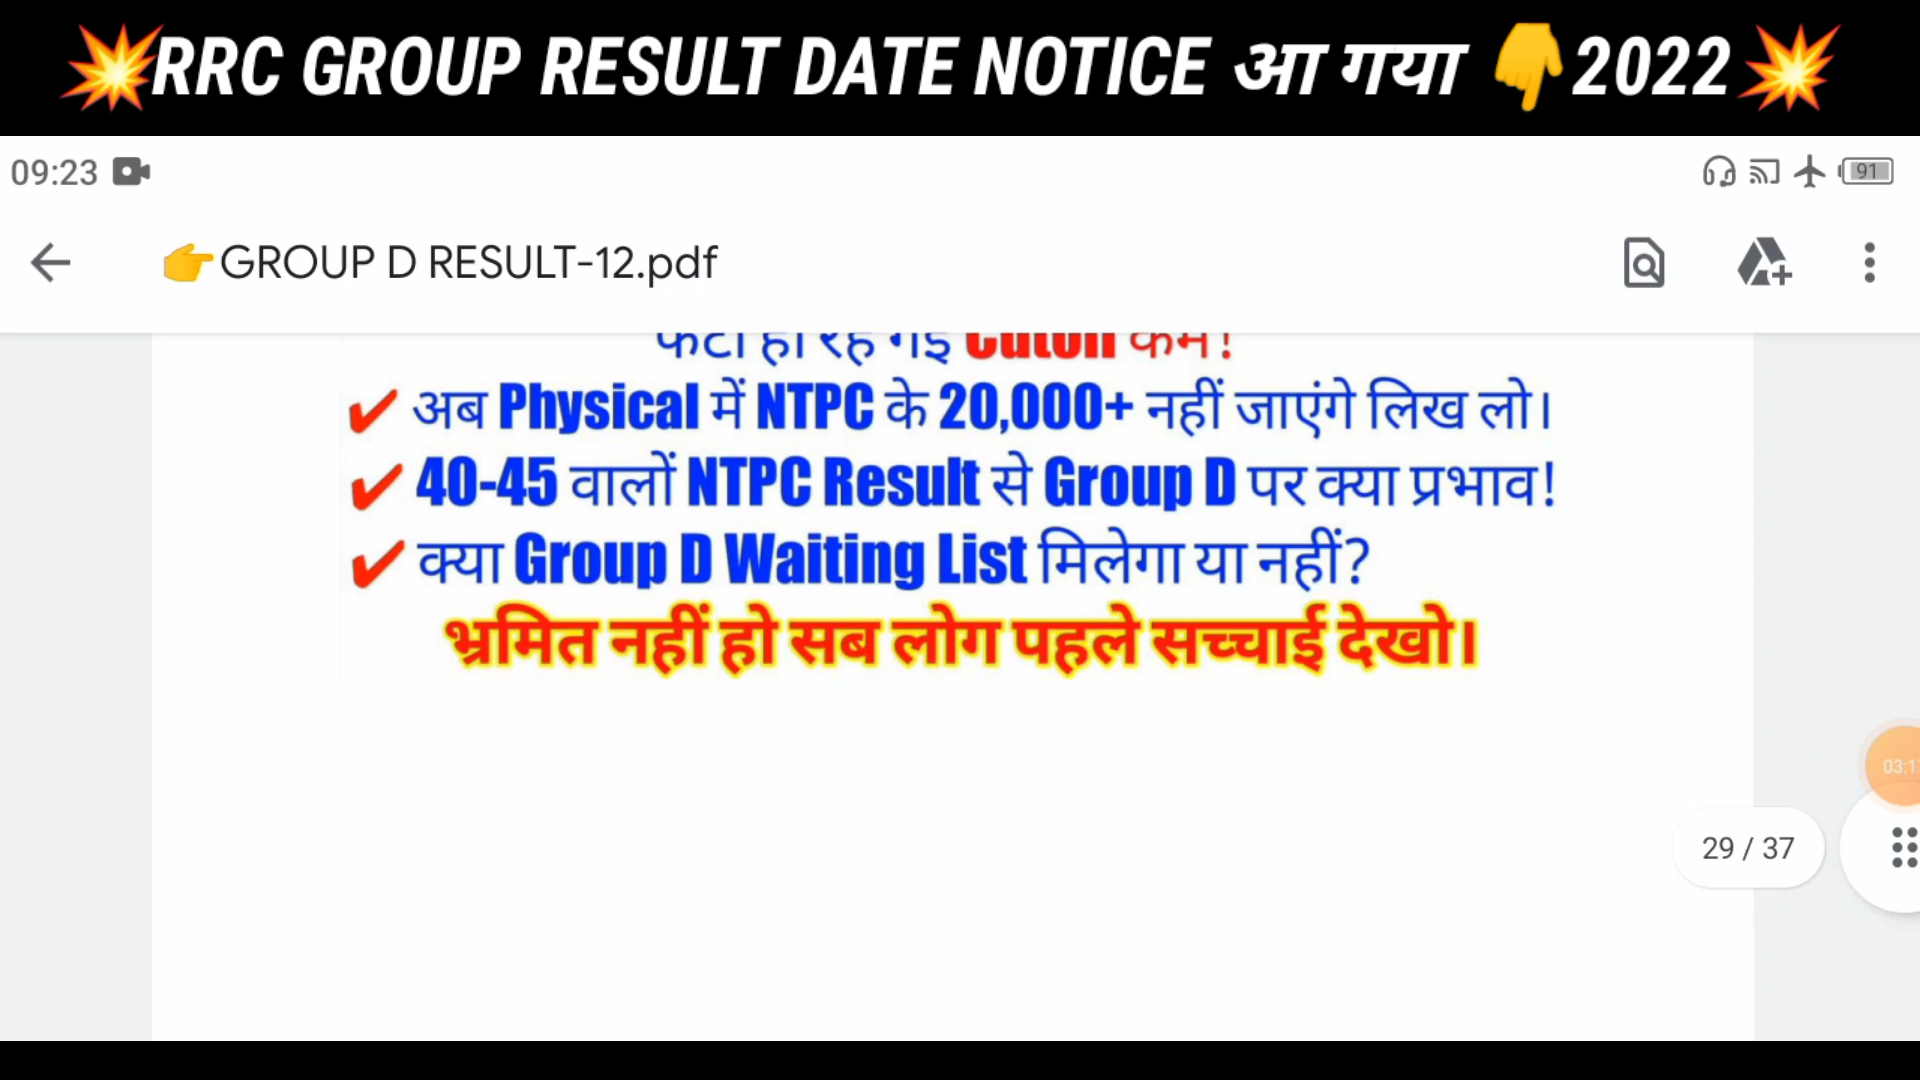 RRC GROUP RESULT DATE NOTICE आ गया 2022
09:23
91
GROUP D RESULT-12.pdf
Cutoff कम!
अब Physical में NTPC के 20,000+ नहीं जाएंगे लिख लो।
40-45 वालों NTPC Result से Group D पर क्या प्रभाव!
क्या Group D Waiting List मिलेगा या नहीं?
भ्रमित नहीं हो सब लोग पहले सच्चाई देखो।
29 / 37